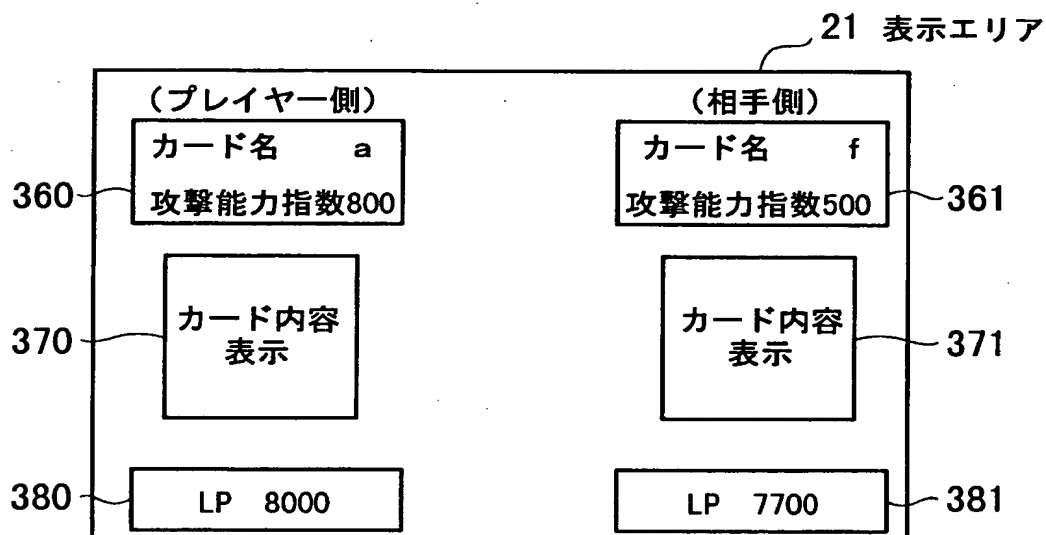 21 表示エリア
(プレイヤー側) (相手側)
カード名 a カード名 f
360 攻撃能力指数800 攻撃能力指数500 361
カード内容 カード内容
370 表示 表示 371
380 LP 8000 LP 7700 381